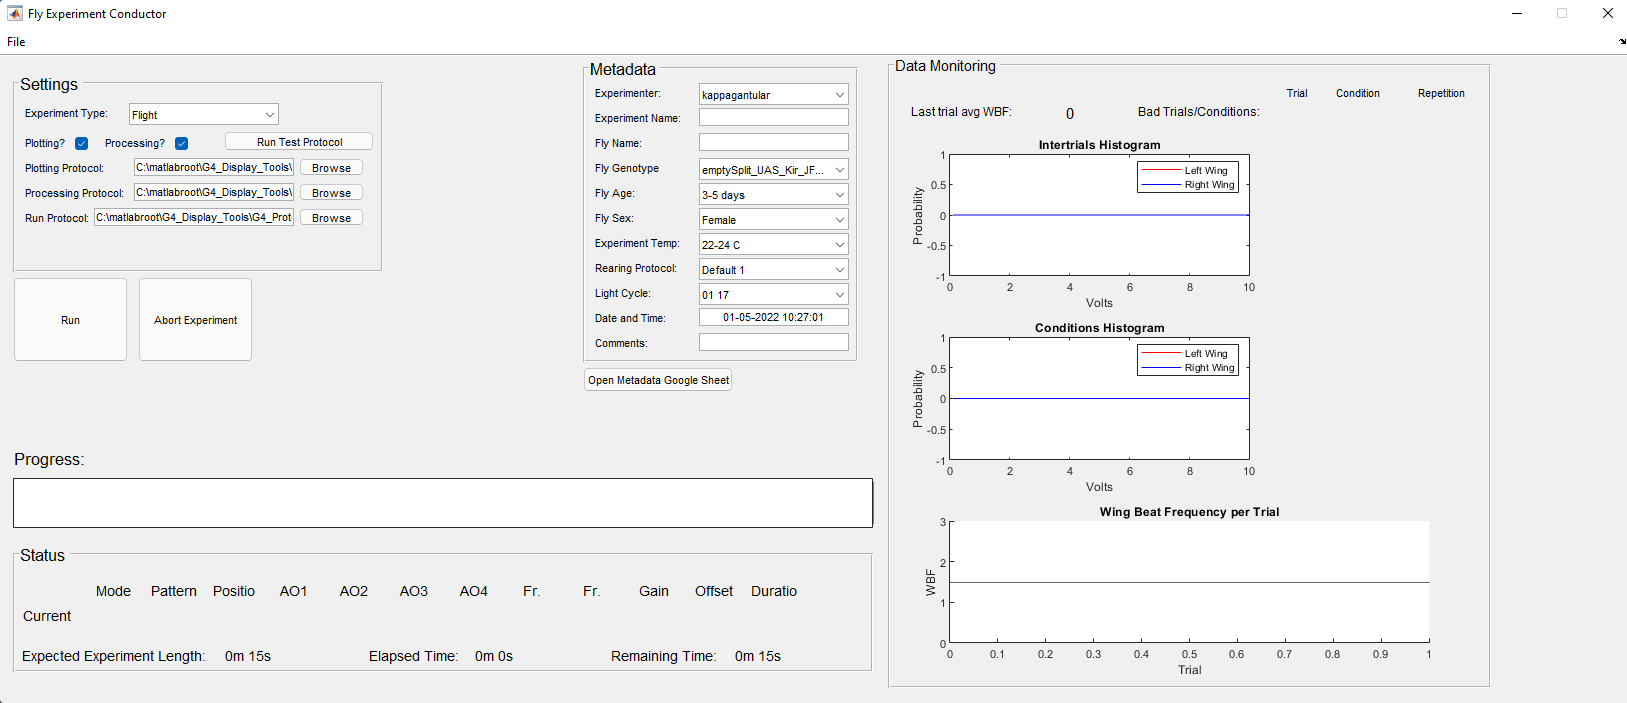 Fly Experiment Conductor
File
Settings
Experiment Type: Flight
Plotting? Processing? Run Test Protocol
Plotting Protocol: C:\matlabroot\G4_Display_Tools\ Browse
Processing Protocol: C:\matlabroot\G4_Display_Tools\ Browse
Run Protocol: C:\matlabroot\G4_Display_Tools\G4_Prot Browse
Run Abort Experiment
Metadata
Experimenter: kappagantular
Experiment Name:
Fly Name:
Fly Genotype emptySplit_UAS_Kir_JF...
Fly Age: 3-5 days
Fly Sex: Female
Experiment Temp: 22-24 C
Rearing Protocol: Default 1
Light Cycle: 01 17
Date and Time: 01-05-2022 10:27:01
Comments:
Open Metadata Google Sheet
Progress:
Status
Mode Pattern Positio AO1 AO2 AO3 AO4 Fr. Fr. Gain Offset Duratio
Current
Expected Experiment Length: 0m 15s Elapsed Time: 0m 0s Remaining Time: 0m 15s
Data Monitoring
Trial Condition Repetition
Last trial avg WBF: 0 Bad Trials/Conditions:
Intertrials Histogram
1
0.5
0
-0.5
-1
Probability
Left Wing
Right Wing
0 2 4 6 8 10
Volts
Conditions Histogram
1
0.5
0
-0.5
-1
Probability
Left Wing
Right Wing
0 2 4 6 8 10
Volts
Wing Beat Frequency per Trial
3
2
1
0
WBF
0 0.1 0.2 0.3 0.4 0.5 0.6 0.7 0.8 0.9 1
Trial